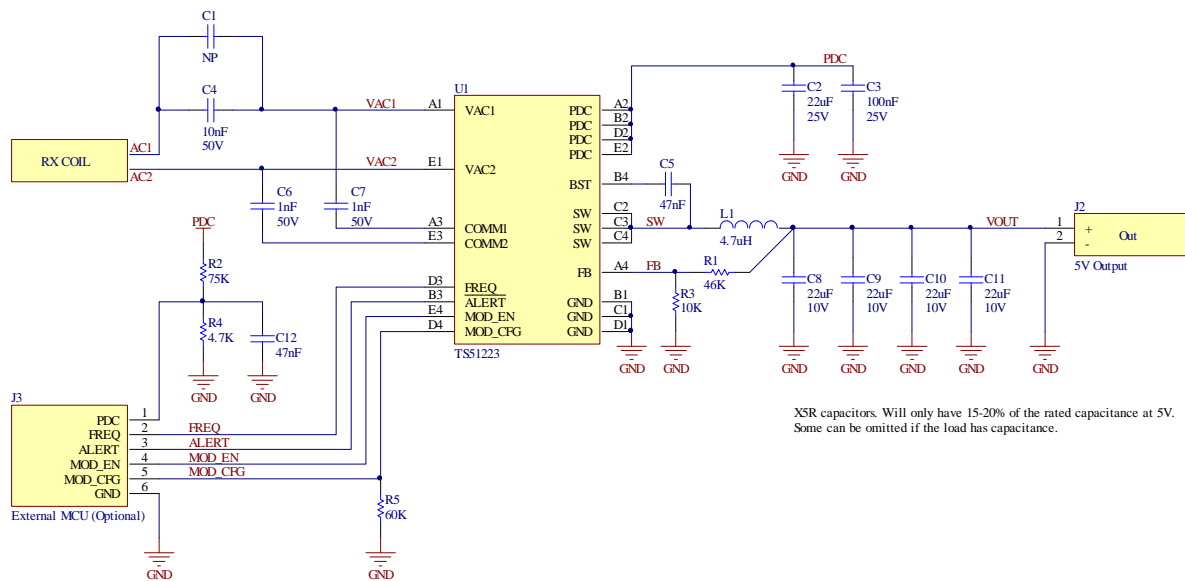 C1
NP
C4
10nF
50V
RX COIL
AC1
AC2
VAC1
VAC2
A1
E1
A3
E3
D3
B3
E4
D4
U1
VAC1
VAC2
COMM1
COMM2
FREQ
ALERT
MOD_EN
MOD_CFG
PDC
PDC
PDC
PDC
BST
SW
SW
SW
FB
GND
GND
GND
TS51223
A2
B2
D2
E2
B4
C2
C3
C4
A4
B1
C1
D1
C6
1nF
50V
C7
1nF
50V
PDC
R2
75K
R4
4.7K
C12
47nF
GND
GND
PDC
C2
22uF
25V
C3
100nF
25V
GND
GND
C5
47nF
SW
L1
4.7uH
FB
R1
46K
R3
10K
GND
GND
C8
22uF
10V
C9
22uF
10V
C10
22uF
10V
C11
22uF
10V
GND
GND
GND
GND
GND
VOUT
J2
1
2
+
-
Out
5V Output
X5R capacitors. Will only have 15-20% of the rated capacitance at 5V.
Some can be omitted if the load has capacitance.
J3
PDC
FREQ
ALERT
MOD_EN
MOD_CFG
GND
1
2
3
4
5
6
FREQ
ALERT
MOD_EN
MOD_CFG
External MCU (Optional)
GND
R5
60K
GND